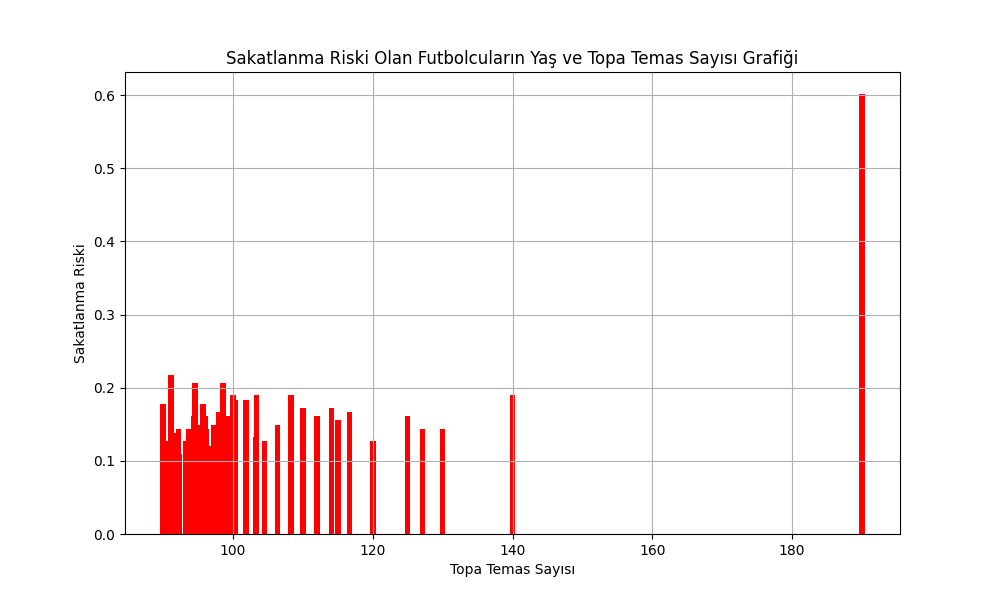 Sakatlanma Riski Olan Futbolcuların Yaş ve Topa Temas Sayısı Grafiği
0.6
0.5
0.4
0.3
0.2
0.1
0.0
Sakatlanma Riski
100 120 140 160 180
Topa Temas Sayısı